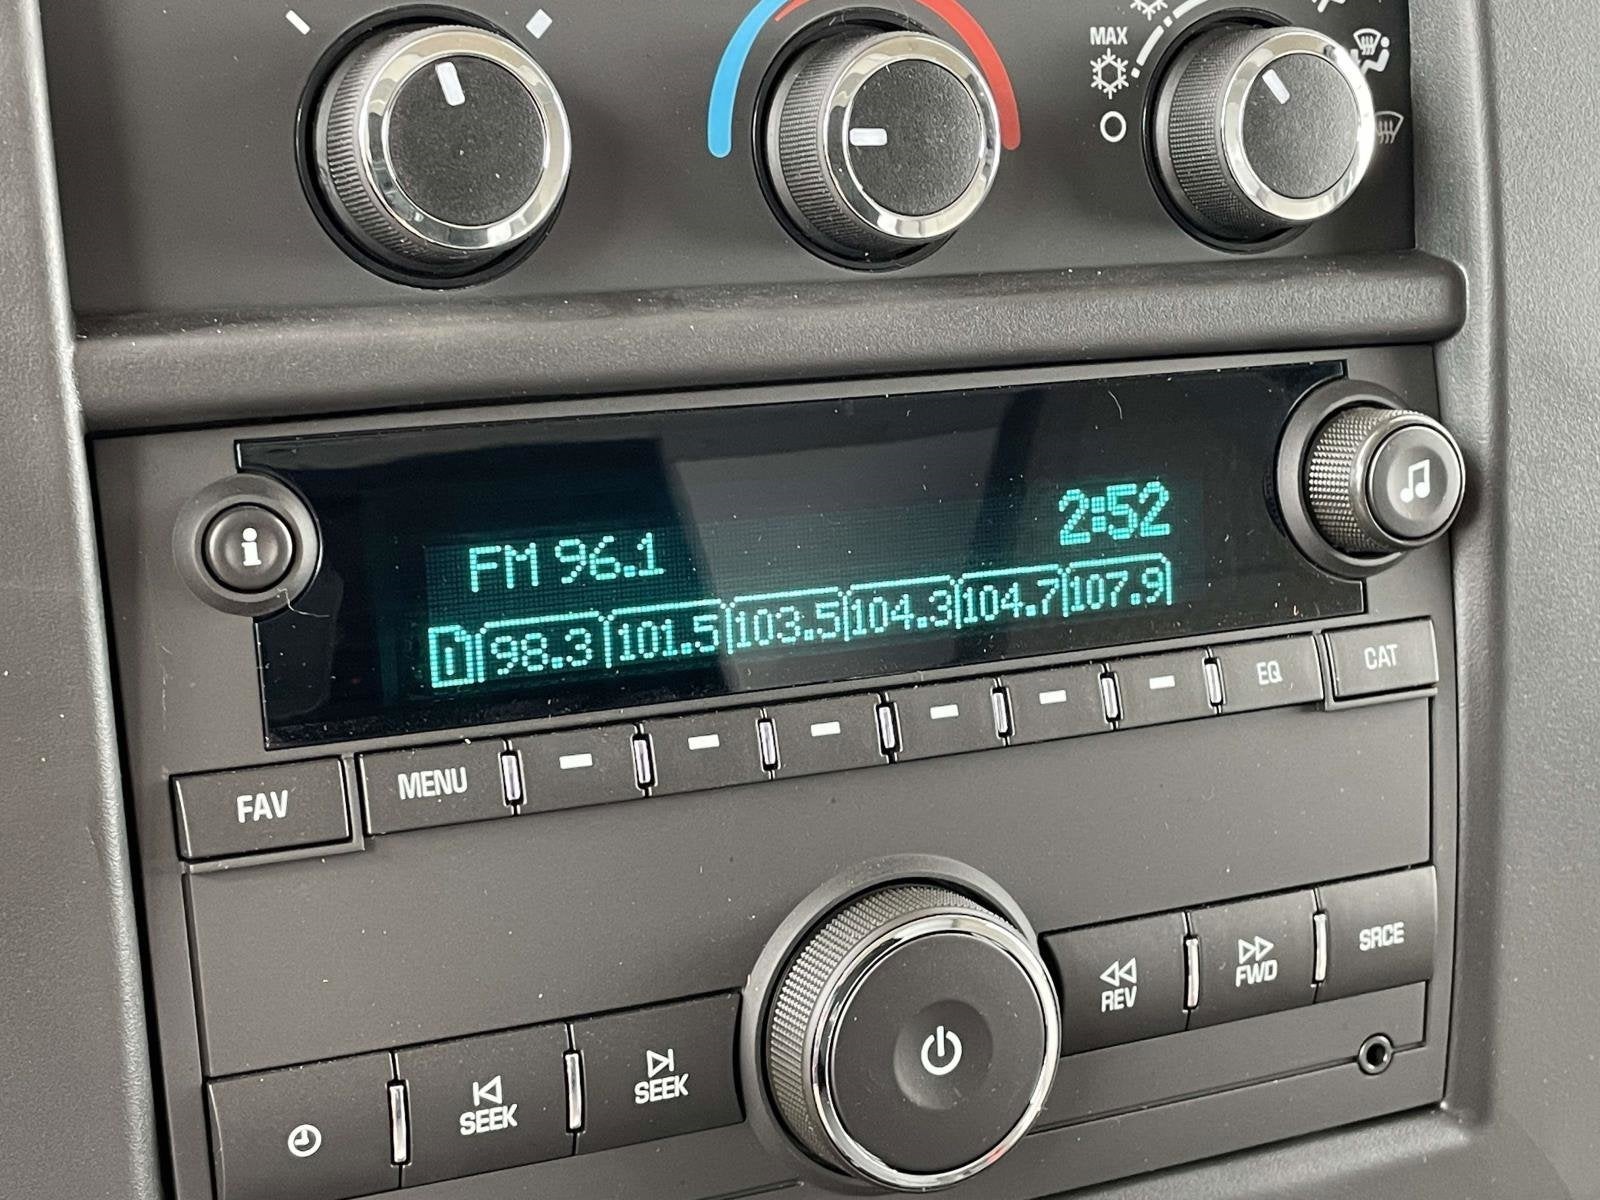 MAX
i
FM 96.1
2:52
1 98.3 101.5 103.5 104.3 104.7 107.9
FAV
MENU
EQ
CAT
REV
FWD
SRCE
SEEK
SEEK